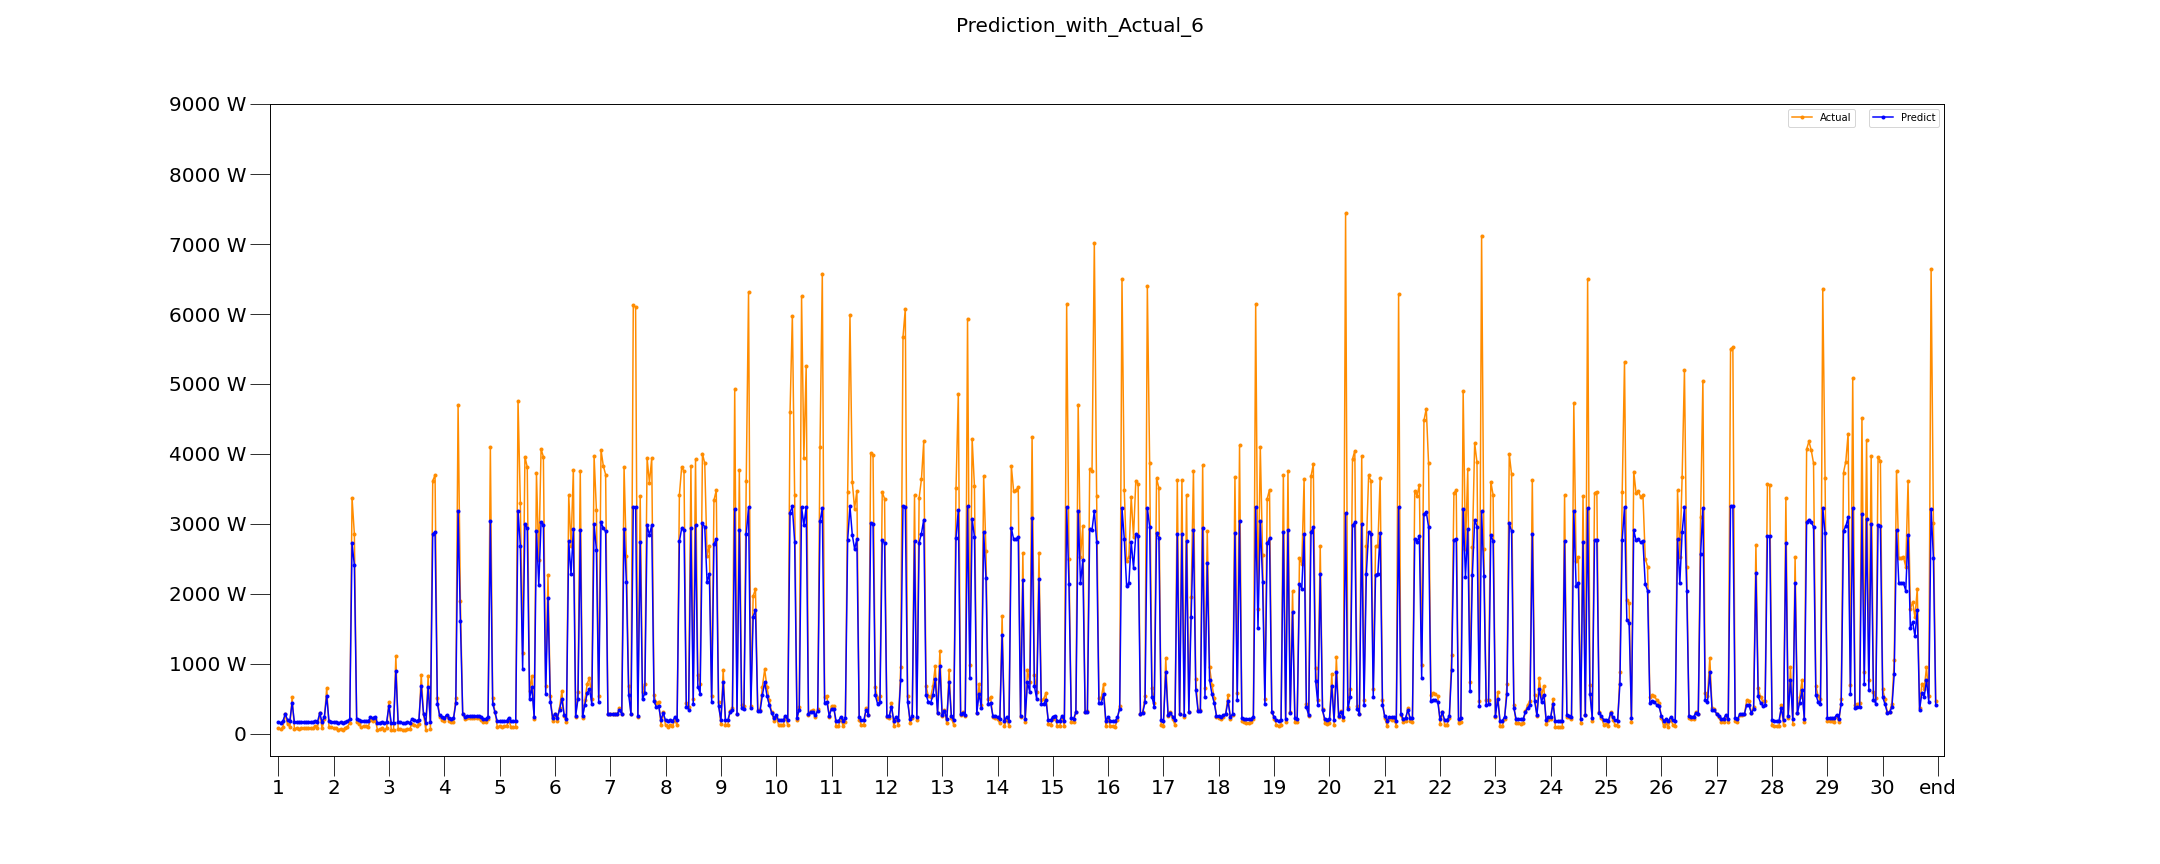 Prediction_with_Actual_6
Actual Predict
9000 W
8000 W
7000 W
6000 W
5000 W
4000 W
3000 W
2000 W
1000 W
0
1 2 3 4 5 6 7 8 9 10 11 12 13 14 15 16 17 18 19 20 21 22 23 24 25 26 27 28 29 30 end